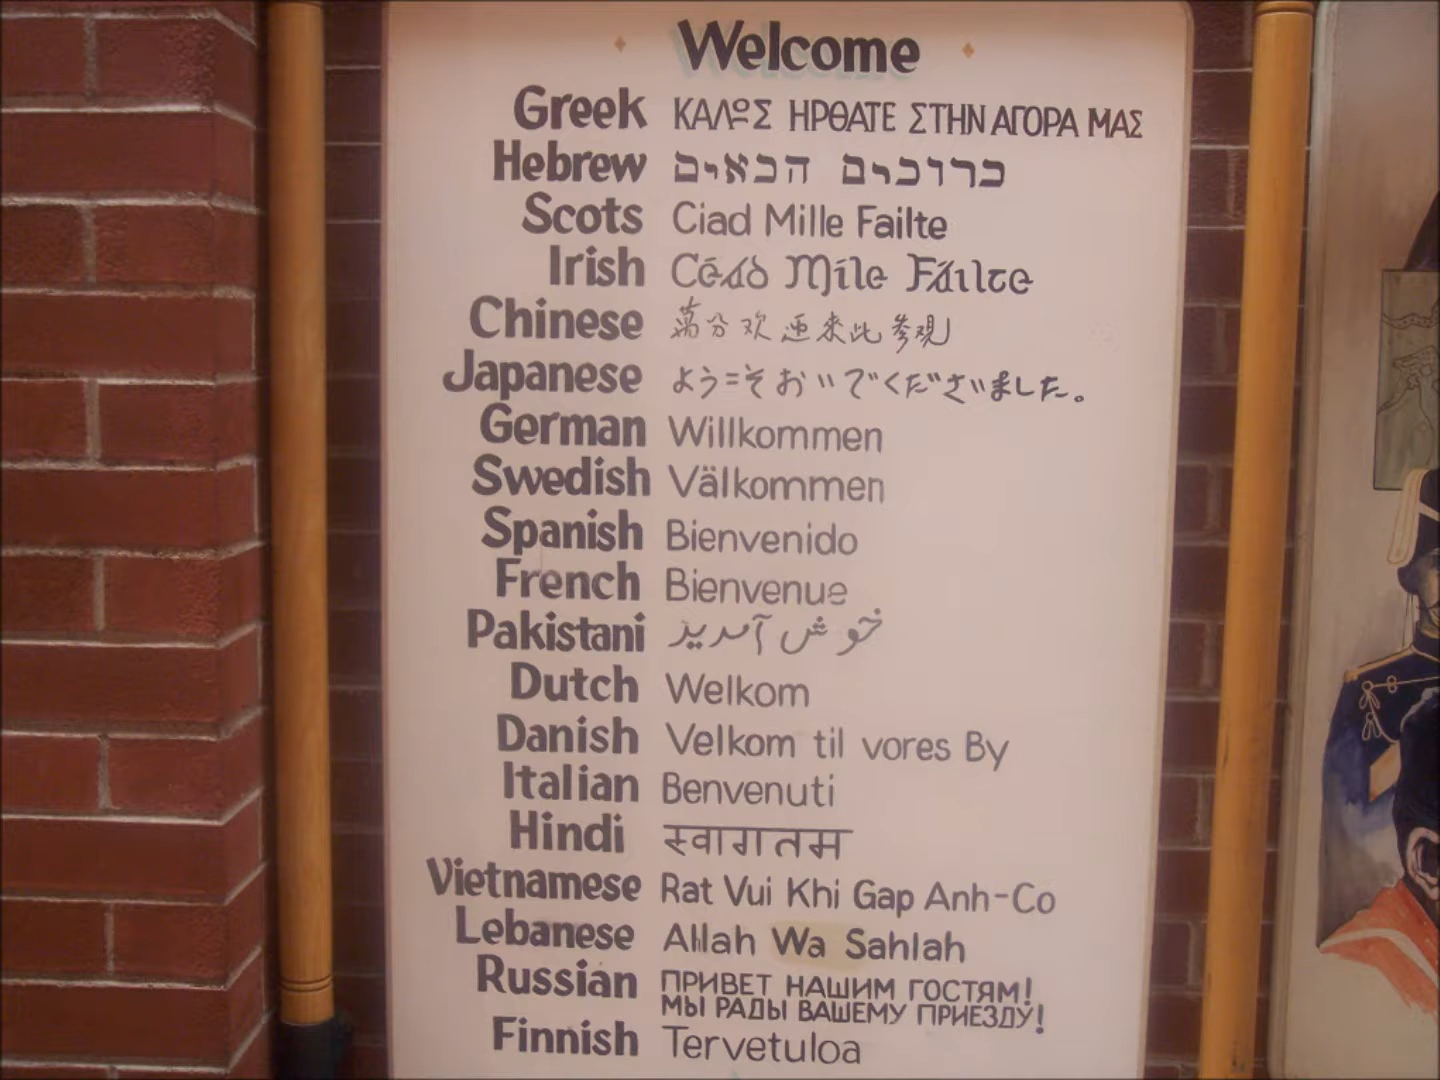 Welcome
Greek ΚΑΛΩΣ ΗΡΘΑΤΕ ΣΤΗΝ ΑΓΟΡΑ ΜΑΣ
Hebrew ברוכים הבאים
Scots Ciad Mille Failte
Irish Céad Míle Fáilte
Chinese 萬分欢迎來此參观
Japanese ようこそおいでくださいました。
German Willkommen
Swedish Välkommen
Spanish Bienvenido
French Bienvenue
Pakistani خوش آمدید
Dutch Welkom
Danish Velkom til vores By
Italian Benvenuti
Hindi स्वागतम
Vietnamese Rat Vui Khi Gap Anh-Co
Lebanese Allah Wa Sahlah
Russian ПРИВЕТ НАШИМ ГОСТЯМ!
МЫ РАДЫ ВАШЕМУ ПРИЕЗДУ!
Finnish Tervetuloa